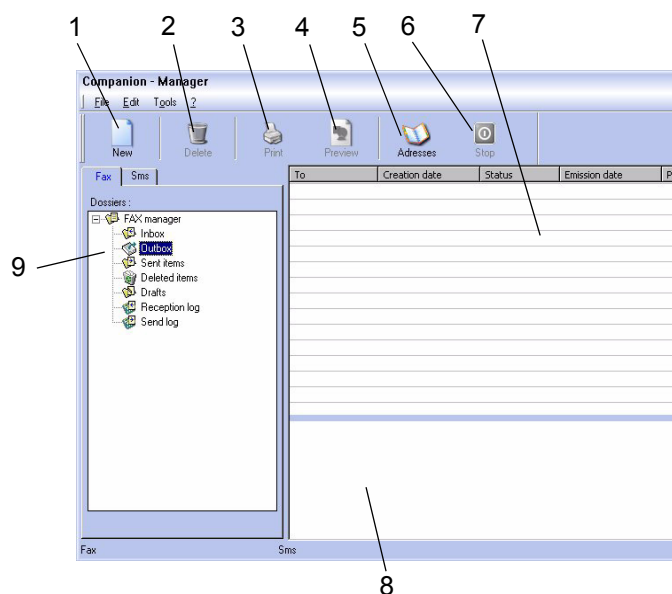 1 2 3 4 5 6 7
Companion - Manager
File Edit Tools ?
New Delete Print Preview Adresses Stop
Fax Sms
To Creation date Status Emission date P
Dossiers :
FAX manager
Inbox
Outbox
9
Sent items
Deleted items
Drafts
Reception log
Send log
Fax Sms
8